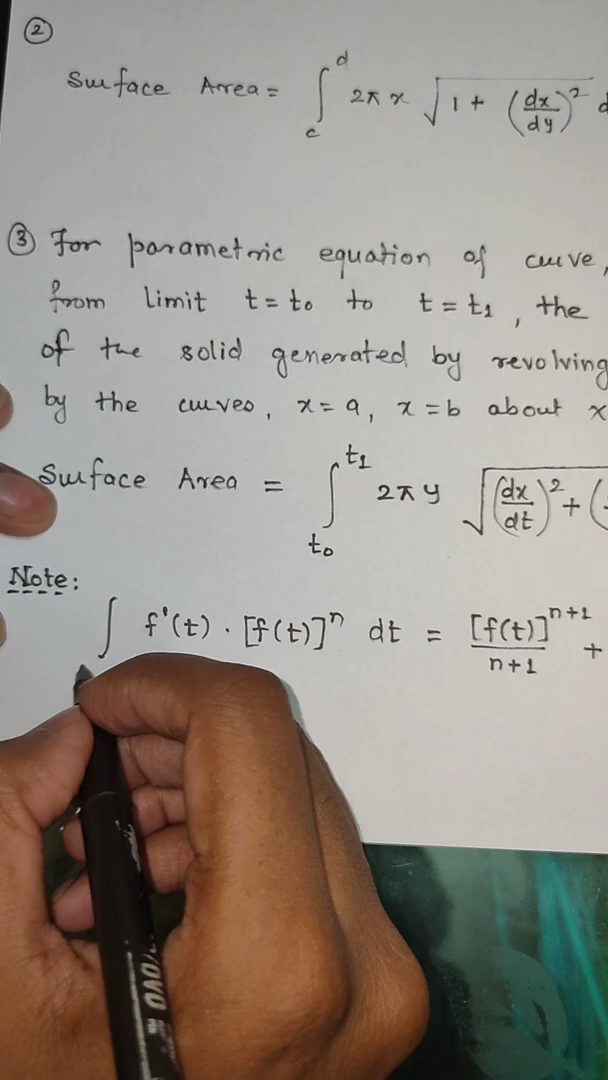 ②
Surface Area = ∫_c^d 2π x √(1 + (dx/dy)²) d
③ For parametric equation of curve,
from limit t = t₀ to t = t₁, the
of the solid generated by revolving
by the curves, x = a, x = b about x
Surface Area = ∫_{t₀}^{t₁} 2π y √((dx/dt)² + (
Note:
∫ f'(t) . [f(t)]ⁿ dt = [f(t)]ⁿ⁺¹ / n+1 +